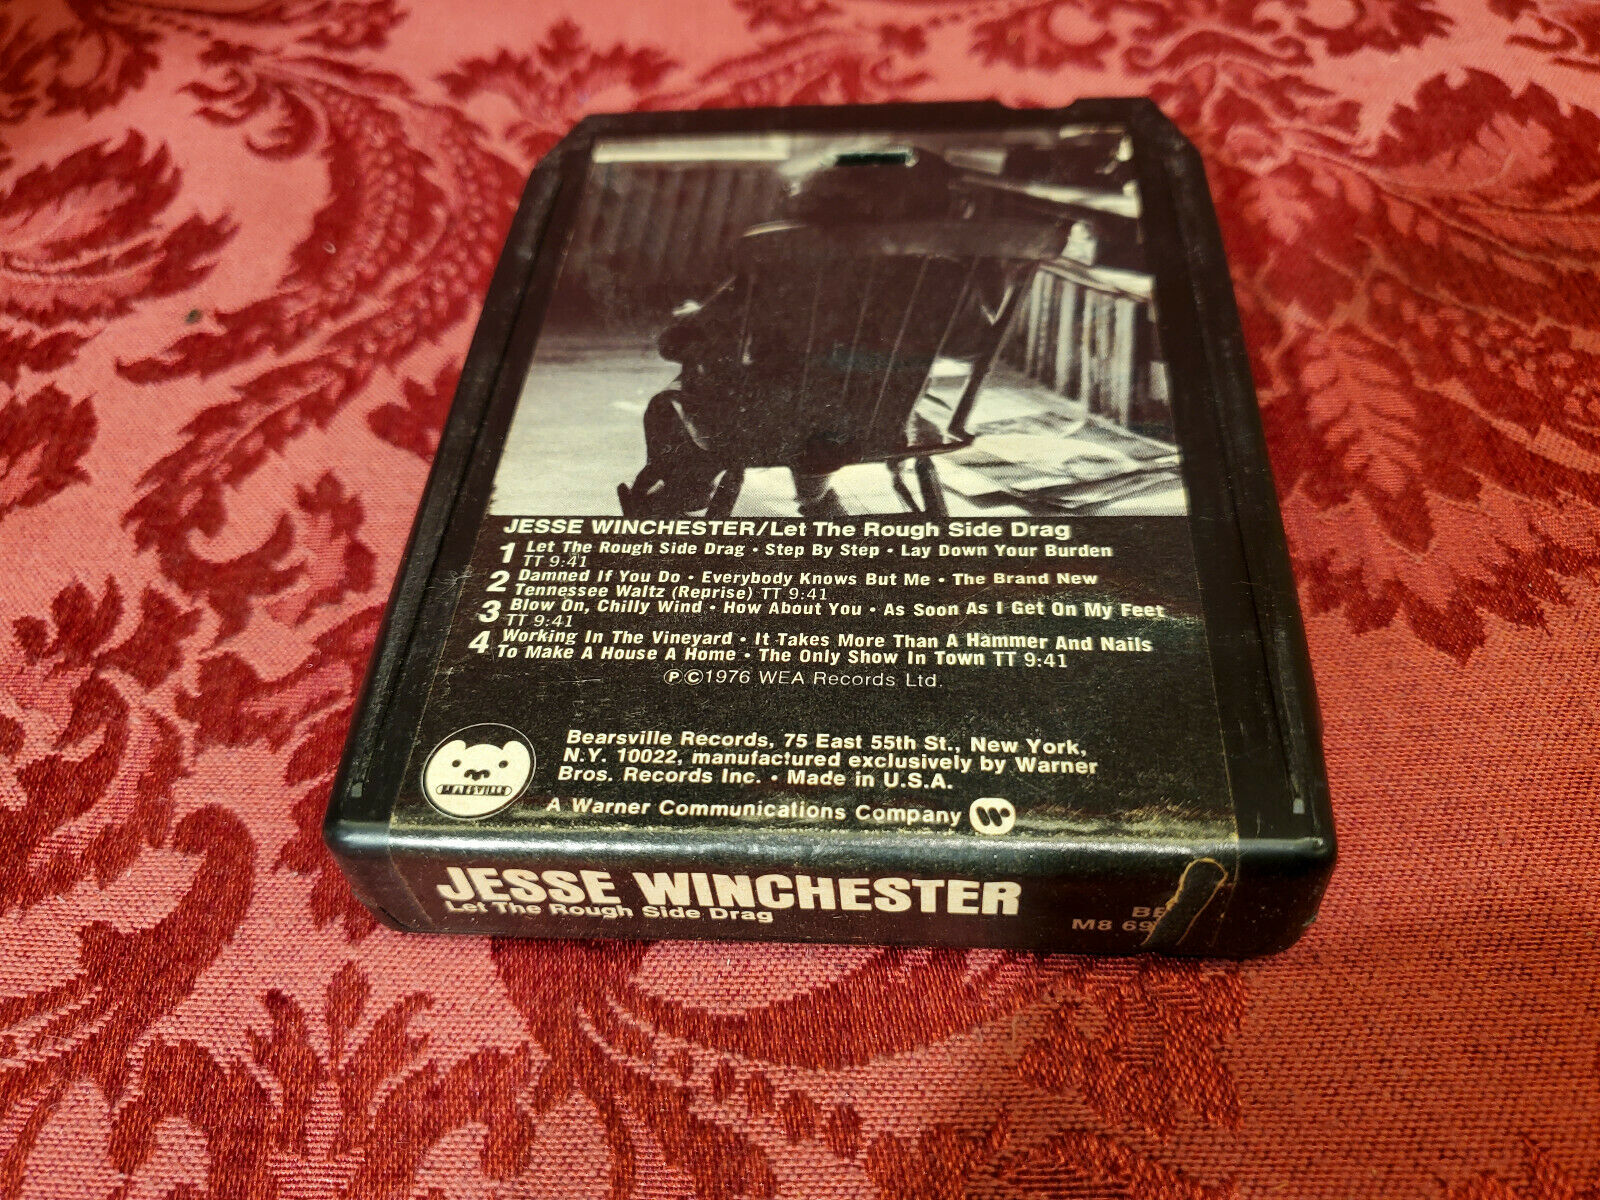 JESSE WINCHESTER/Let The Rough Side Drag
1 Let The Rough Side Drag • Step By Step • Lay Down Your Burden
TT 9:41
2 Damned If You Do • Everybody Knows But Me • The Brand New
Tennessee Waltz (Reprise) TT 9:41
3 Blow On, Chilly Wind • How About You • As Soon As I Get On My Feet
TT 9:41
4 Working In The Vineyard • It Takes More Than A Hammer And Nails
To Make A House A Home • The Only Show In Town TT 9:41
ⓅⒸ1976 WEA Records Ltd.
Bearsville Records, 75 East 55th St., New York,
N.Y. 10022, manufactured exclusively by Warner
Bros. Records Inc. • Made in U.S.A.
BEARSVILLE
A Warner Communications Company
JESSE WINCHESTER
Let The Rough Side Drag
M8 69